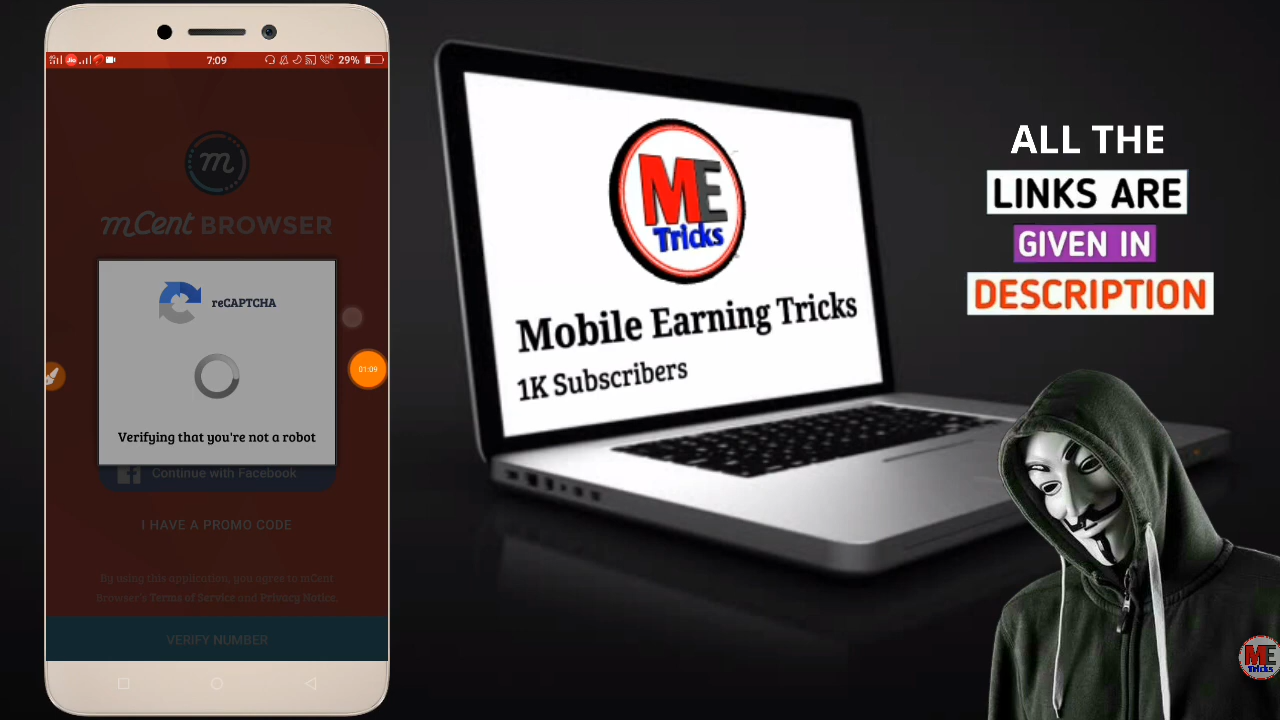 7:09
29%
m
mCent BROWSER
reCAPTCHA
01:09
Verifying that you're not a robot
Continue with Facebook
I HAVE A PROMO CODE
By using this application, you agree to mCent
Browser's Terms of Service and Privacy Notice.
VERIFY NUMBER
ME
Tricks
Mobile Earning Tricks
1K Subscribers
ALL THE
LINKS ARE
GIVEN IN
DESCRIPTION
ME
Tricks